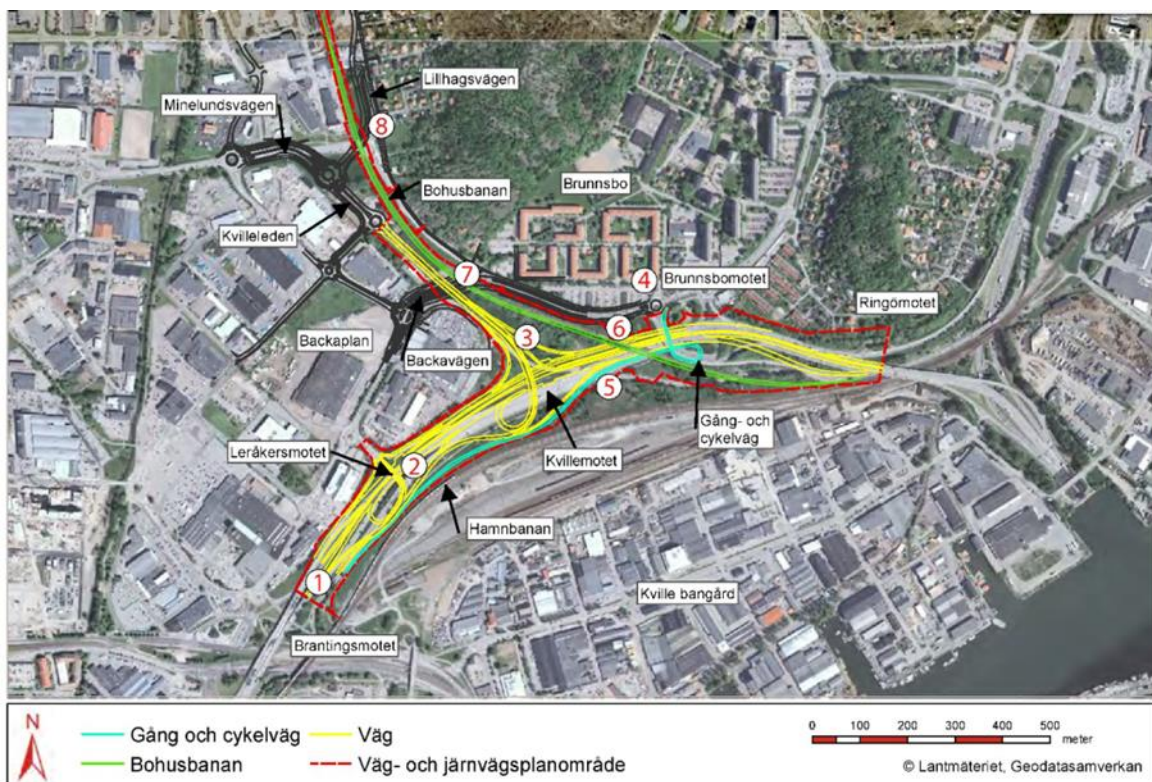 Lillhagsvägen
Minelundsvägen
8
Bohusbanan
Brunnsbo
Kvilleleden
7
4
Brunnsbomotet
Ringömotet
6
3
Backaplan
Backavägen
5
Gång- och
cykelväg
Leråkersmotet
2
Kvillemotet
Hamnbanan
1
Kville bangård
Brantingsmotet
N
Gång och cykelväg
Väg
0 100 200 300 400 500
meter
Bohusbanan
Väg- och järnvägsplanområde
© Lantmäteriet, Geodatasamverkan